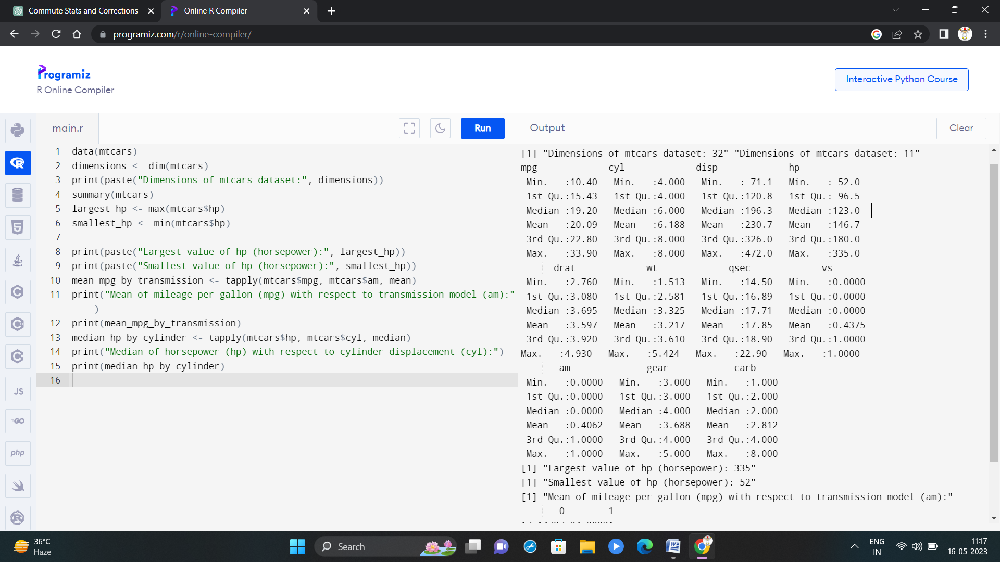 Commute Stats and Corrections
Online R Compiler
programiz.com/r/online-compiler/
Programiz
R Online Compiler
Interactive Python Course
main.r
Run
Output
Clear
1 data(mtcars)
2 dimensions <- dim(mtcars)
3 print(paste("Dimensions of mtcars dataset:", dimensions))
4 summary(mtcars)
5 largest_hp <- max(mtcars$hp)
6 smallest_hp <- min(mtcars$hp)
7
8 print(paste("Largest value of hp (horsepower):", largest_hp))
9 print(paste("Smallest value of hp (horsepower):", smallest_hp))
10 mean_mpg_by_transmission <- tapply(mtcars$mpg, mtcars$am, mean)
11 print("Mean of mileage per gallon (mpg) with respect to transmission model (am):"
)
12 print(mean_mpg_by_transmission)
13 median_hp_by_cylinder <- tapply(mtcars$hp, mtcars$cyl, median)
14 print("Median of horsepower (hp) with respect to cylinder displacement (cyl):")
15 print(median_hp_by_cylinder)
16
[1] "Dimensions of mtcars dataset: 32" "Dimensions of mtcars dataset: 11"
mpg cyl disp hp
Min. :10.40 Min. :4.000 Min. : 71.1 Min. : 52.0
1st Qu.:15.43 1st Qu.:4.000 1st Qu.:120.8 1st Qu.: 96.5
Median :19.20 Median :6.000 Median :196.3 Median :123.0
Mean :20.09 Mean :6.188 Mean :230.7 Mean :146.7
3rd Qu.:22.80 3rd Qu.:8.000 3rd Qu.:326.0 3rd Qu.:180.0
Max. :33.90 Max. :8.000 Max. :472.0 Max. :335.0
drat wt qsec vs
Min. :2.760 Min. :1.513 Min. :14.50 Min. :0.0000
1st Qu.:3.080 1st Qu.:2.581 1st Qu.:16.89 1st Qu.:0.0000
Median :3.695 Median :3.325 Median :17.71 Median :0.0000
Mean :3.597 Mean :3.217 Mean :17.85 Mean :0.4375
3rd Qu.:3.920 3rd Qu.:3.610 3rd Qu.:18.90 3rd Qu.:1.0000
Max. :4.930 Max. :5.424 Max. :22.90 Max. :1.0000
am gear carb
Min. :0.0000 Min. :3.000 Min. :1.000
1st Qu.:0.0000 1st Qu.:3.000 1st Qu.:2.000
Median :0.0000 Median :4.000 Median :2.000
Mean :0.4062 Mean :3.688 Mean :2.812
3rd Qu.:1.0000 3rd Qu.:4.000 3rd Qu.:4.000
Max. :1.0000 Max. :5.000 Max. :8.000
[1] "Largest value of hp (horsepower): 335"
[1] "Smallest value of hp (horsepower): 52"
[1] "Mean of mileage per gallon (mpg) with respect to transmission model (am):"
0 1
JS
GO
php
36°C
Haze
Search
ENG
IN
11:17
16-05-2023